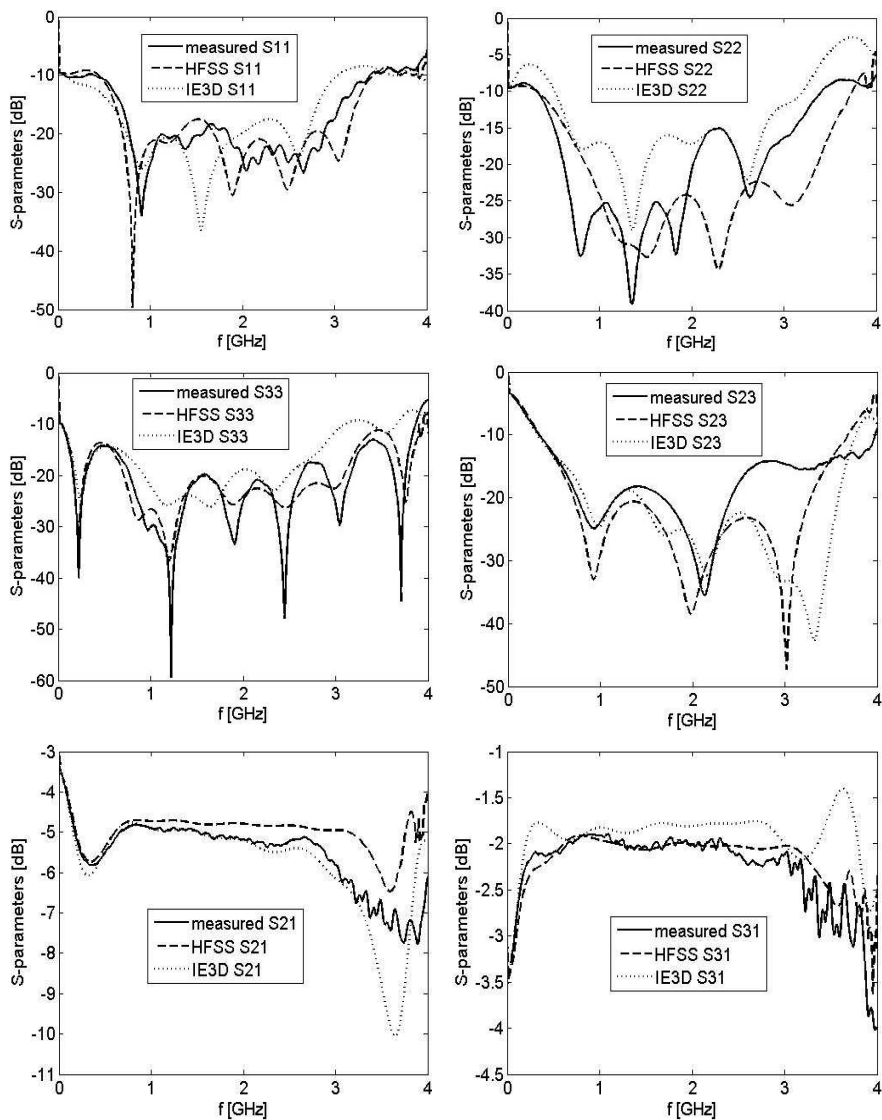 0
-10
-20
-30
-40
-50
0 1 2 3 4
S-parameters [dB]
f [GHz]
measured S11
HFSS S11
IE3D S11
0
-5
-10
-15
-20
-25
-30
-35
-40
0 1 2 3 4
S-parameters [dB]
f [GHz]
measured S22
HFSS S22
IE3D S22
0
-10
-20
-30
-40
-50
-60
0 1 2 3 4
S-parameters [dB]
f [GHz]
measured S33
HFSS S33
IE3D S33
0
-10
-20
-30
-40
-50
0 1 2 3 4
S-parameters [dB]
f [GHz]
measured S23
HFSS S23
IE3D S23
-3
-4
-5
-6
-7
-8
-9
-10
-11
0 1 2 3 4
S-parameters [dB]
f [GHz]
measured S21
HFSS S21
IE3D S21
-1
-1.5
-2
-2.5
-3
-3.5
-4
-4.5
0 1 2 3 4
S-parameters [dB]
f [GHz]
measured S31
HFSS S31
IE3D S31